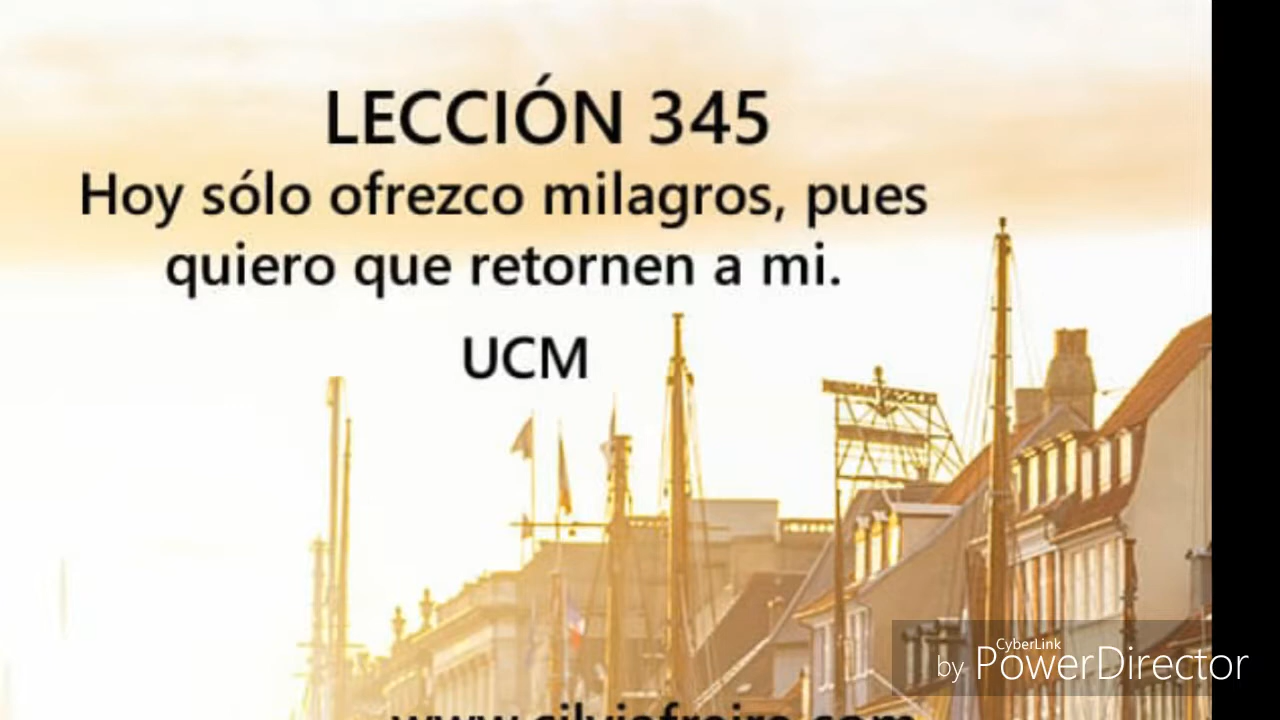 LECCIÓN 345
Hoy sólo ofrezco milagros, pues
quiero que retornen a mi.
UCM
CyberLink
by PowerDirector